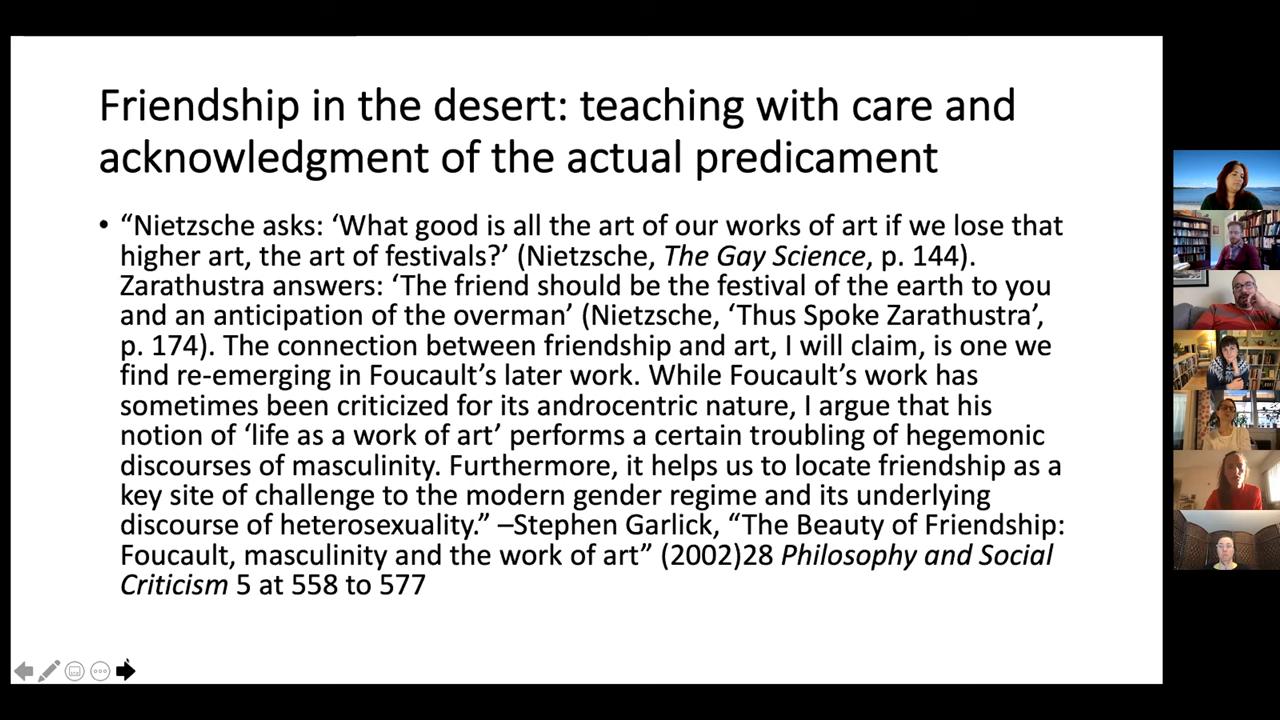 Friendship in the desert: teaching with care and
acknowledgment of the actual predicament
• “Nietzsche asks: ‘What good is all the art of our works of art if we lose that
higher art, the art of festivals?’ (Nietzsche, The Gay Science, p. 144).
Zarathustra answers: ‘The friend should be the festival of the earth to you
and an anticipation of the overman’ (Nietzsche, ‘Thus Spoke Zarathustra’,
p. 174). The connection between friendship and art, I will claim, is one we
find re-emerging in Foucault’s later work. While Foucault’s work has
sometimes been criticized for its androcentric nature, I argue that his
notion of ‘life as a work of art’ performs a certain troubling of hegemonic
discourses of masculinity. Furthermore, it helps us to locate friendship as a
key site of challenge to the modern gender regime and its underlying
discourse of heterosexuality.” –Stephen Garlick, “The Beauty of Friendship:
Foucault, masculinity and the work of art” (2002)28 Philosophy and Social
Criticism 5 at 558 to 577